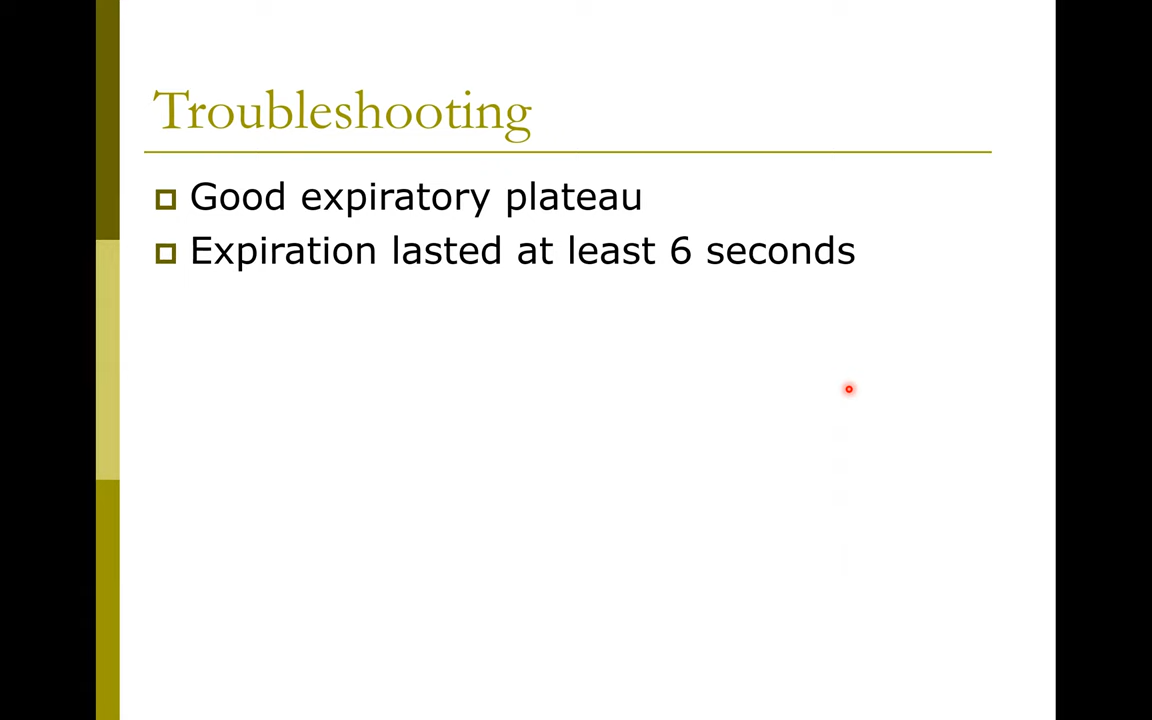 Troubleshooting
Good expiratory plateau
Expiration lasted at least 6 seconds